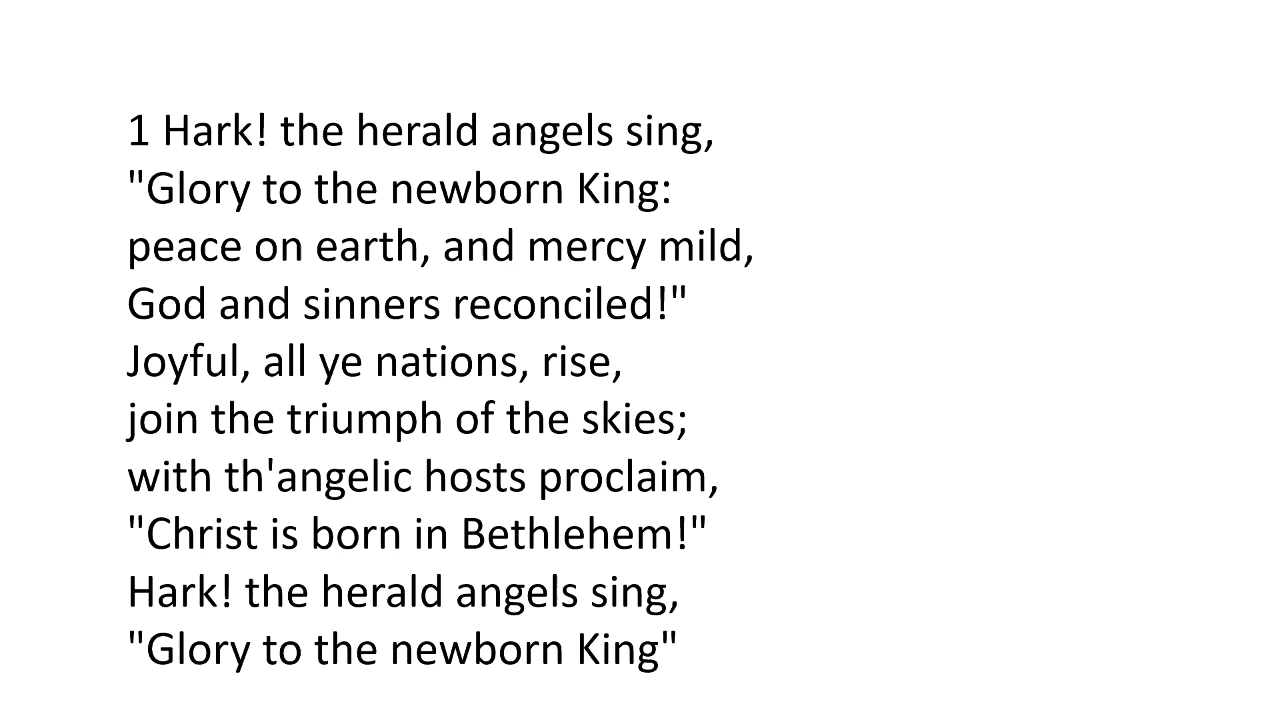 1 Hark! the herald angels sing,
"Glory to the newborn King:
peace on earth, and mercy mild,
God and sinners reconciled!"
Joyful, all ye nations, rise,
join the triumph of the skies;
with th'angelic hosts proclaim,
"Christ is born in Bethlehem!"
Hark! the herald angels sing,
"Glory to the newborn King"